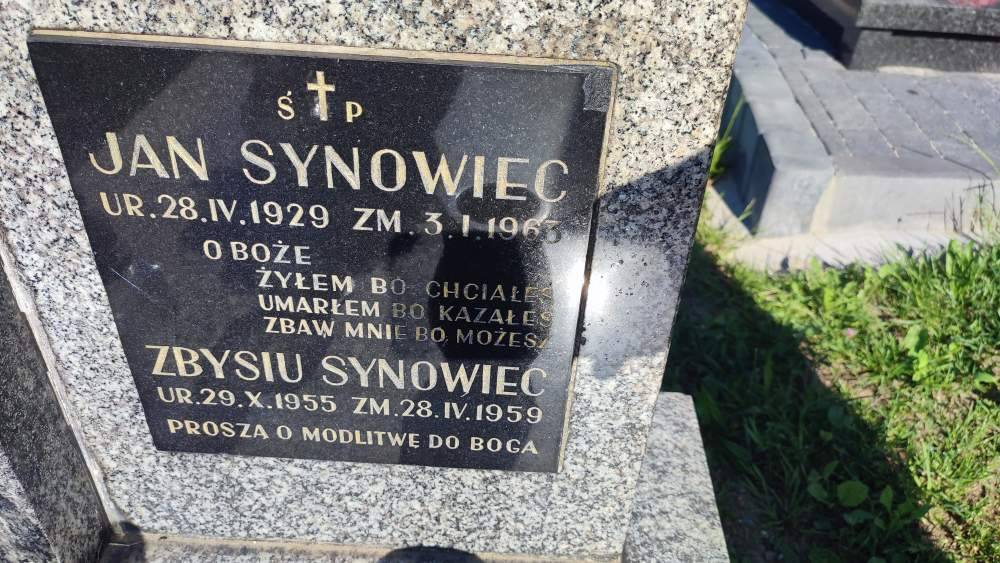 Ś P
JAN SYNOWIEC
UR.28.IV.1929 ZM.3.I.1963
O BOŻE
ŻYŁEM BO CHCIAŁEŚ
UMARŁEM BO KAZAŁEŚ
ZBAW MNIE BO MOŻESZ
ZBYSIU SYNOWIEC
UR.29.X.1955 ZM.28.IV.1959
PROSZA O MODLITWĘ DO BOGA